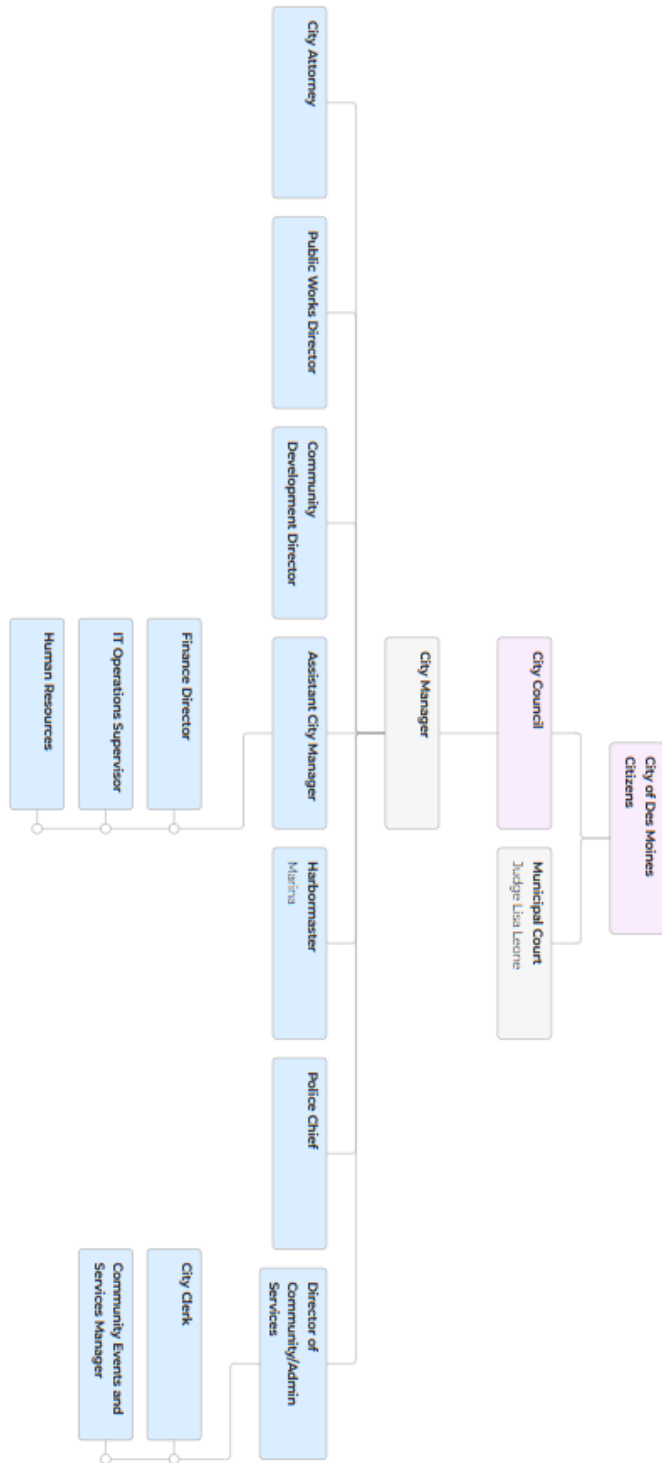 City of Des Moines
Citizens
City Council
Municipal Court
Judge Lisa Leone
City Manager
City Attorney
Public Works Director
Community
Development Director
Assistant City Manager
Harbormaster
Marina
Police Chief
Director of
Community/Admin
Services
Finance Director
IT Operations Supervisor
Human Resources
City Clerk
Community Events and
Services Manager